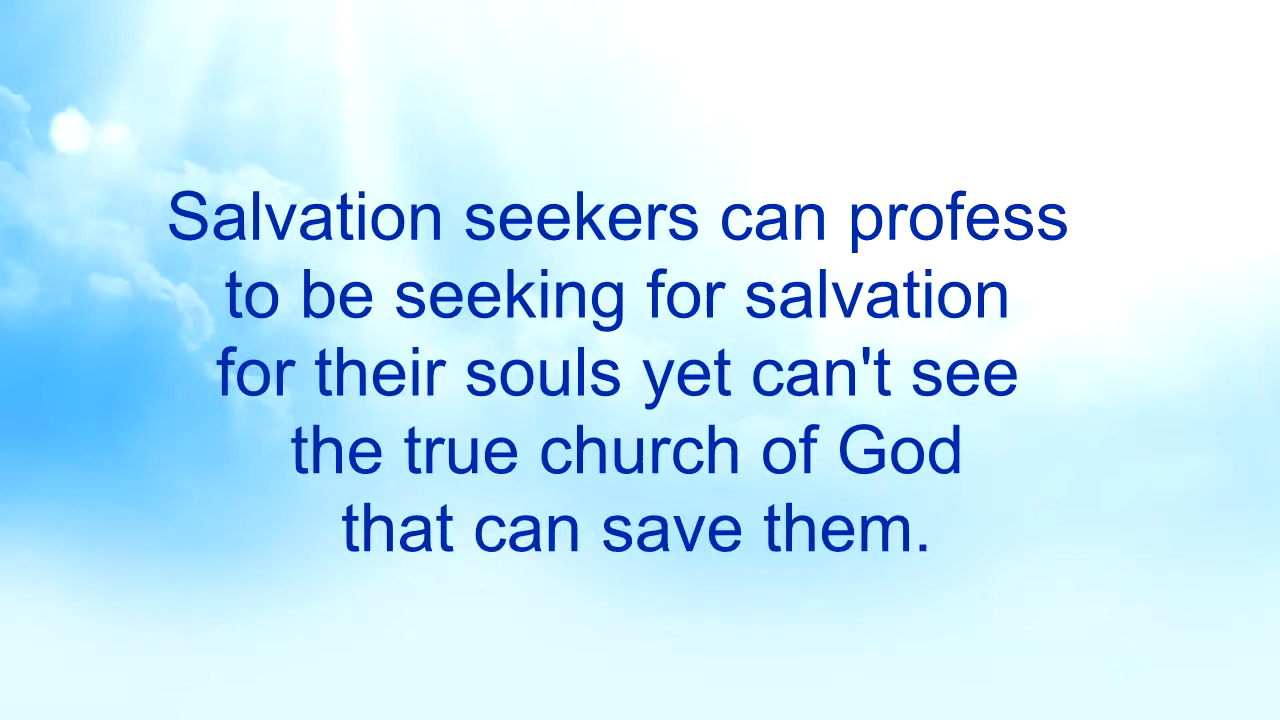 Salvation seekers can profess
to be seeking for salvation
for their souls yet can't see
the true church of God
that can save them.